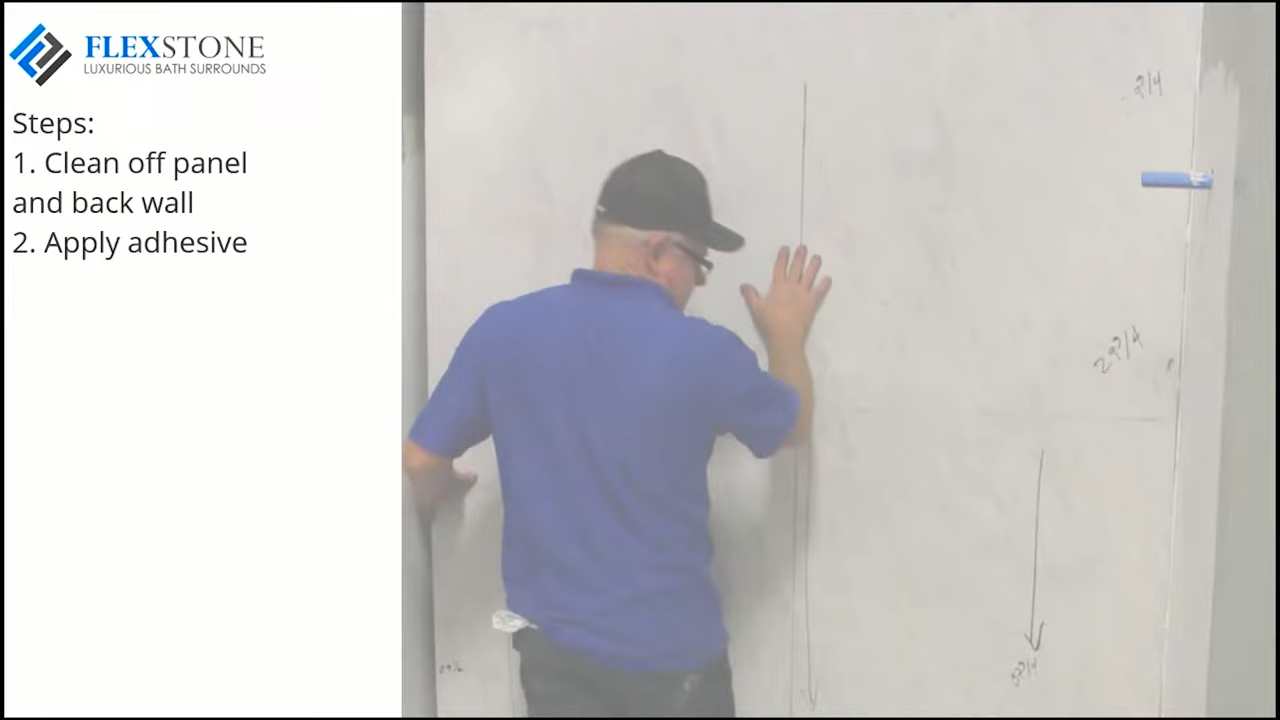 FLEXSTONE
LUXURIOUS BATH SURROUNDS
Steps:
1. Clean off panel
and back wall
2. Apply adhesive